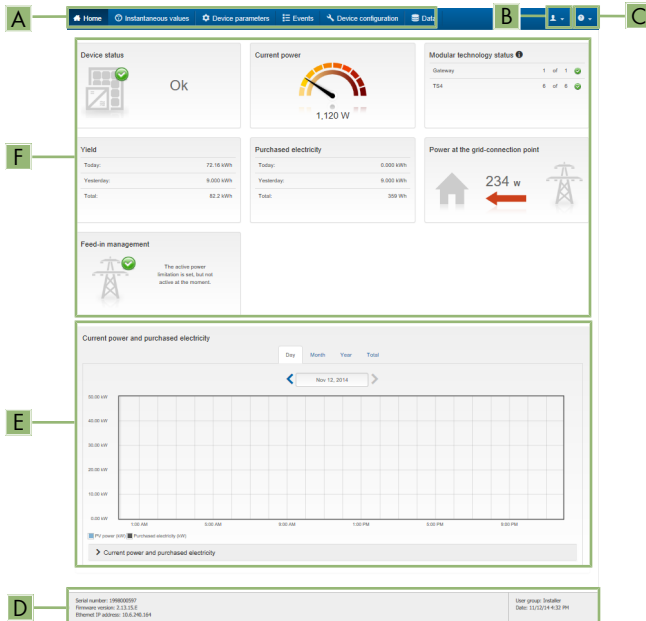 A
Home
Instantaneous values
Device parameters
Events
Device configuration
Data
B
C
Device status
Ok
Current power
1,120 W
Modular technology status
Gateway 1 of 1
TS4 6 of 6
F
Yield
Today: 72.16 kWh
Yesterday: 9.000 kWh
Total: 82.2 kWh
Purchased electricity
Today: 0.000 kWh
Yesterday: 9.000 kWh
Total: 359 Wh
Power at the grid-connection point
234 w
Feed-in management
The active power
limitation is set, but not
active at the moment.
E
Current power and purchased electricity
Day Month Year Total
Nov 12, 2014
50.00 kW
40.00 kW
30.00 kW
20.00 kW
10.00 kW
0.00 kW
1:00 AM
5:00 AM
9:00 AM
1:00 PM
5:00 PM
9:00 PM
PV power (kW) Purchased electricity (kW)
Current power and purchased electricity
D
Serial number: 1998000597
Firmware version: 2.13.15.E
Ethernet IP address: 10.6.240.164
User group: Installer
Date: 11/12/14 4:32 PM